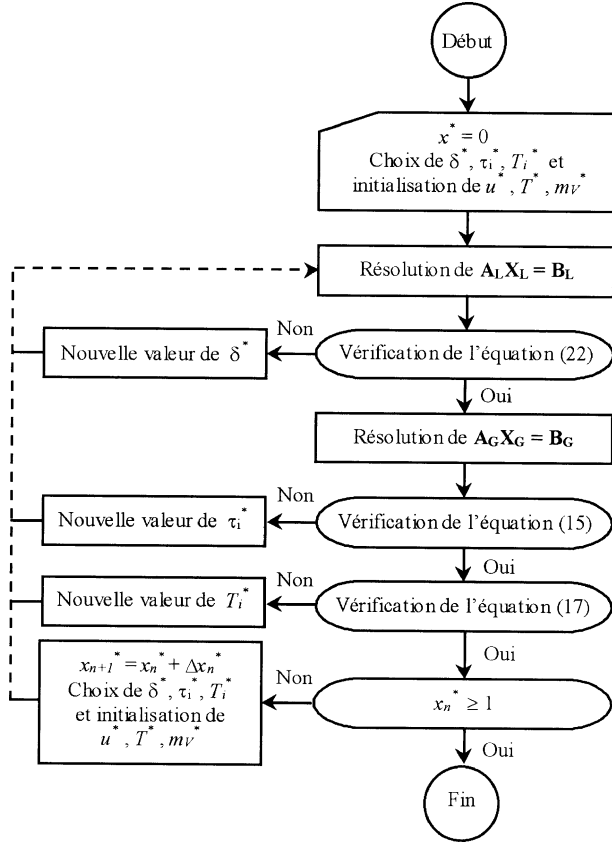 Début
x* = 0
Choix de δ*, τi*, Ti* et
initialisation de u*, T*, mv*
Résolution de ALXL = BL
Non
Nouvelle valeur de δ*
Vérification de l'équation (22)
Oui
Résolution de AGXG = BG
Non
Nouvelle valeur de τi*
Vérification de l'équation (15)
Oui
Non
Nouvelle valeur de Ti*
Vérification de l'équation (17)
Oui
xn+1* = xn* + Δxn*
Choix de δ*, τi*, Ti*
et initialisation de
u*, T*, mv*
Non
xn* ≥ 1
Oui
Fin